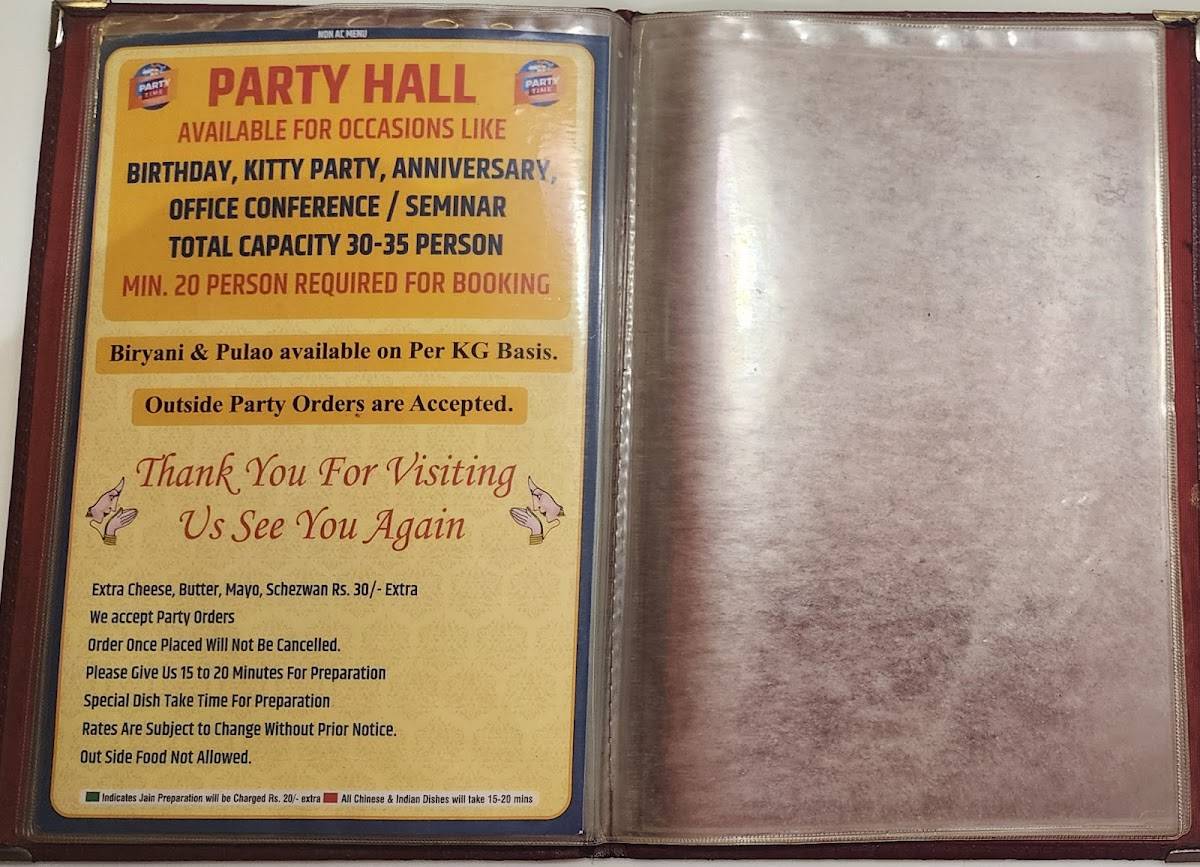 NON AC MENU
PARTY TIME
PARTY HALL
PARTY TIME
AVAILABLE FOR OCCASIONS LIKE
BIRTHDAY, KITTY PARTY, ANNIVERSARY,
OFFICE CONFERENCE / SEMINAR
TOTAL CAPACITY 30-35 PERSON
MIN. 20 PERSON REQUIRED FOR BOOKING
Biryani & Pulao available on Per KG Basis.
Outside Party Orders are Accepted.
Thank You For Visiting
Us See You Again
Extra Cheese, Butter, Mayo, Schezwan Rs. 30/- Extra
We accept Party Orders
Order Once Placed Will Not Be Cancelled.
Please Give Us 15 to 20 Minutes For Preparation
Special Dish Take Time For Preparation
Rates Are Subject to Change Without Prior Notice.
Out Side Food Not Allowed.
Indicates Jain Preparation will be Charged Rs. 20/- extra All Chinese & Indian Dishes will take 15-20 mins